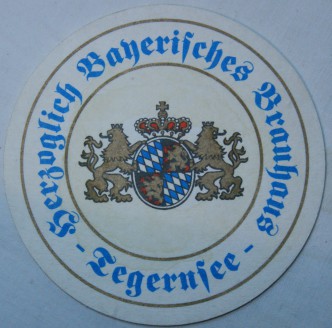 Herzoglich Bayerisches Brauhaus
- Tegernsee -